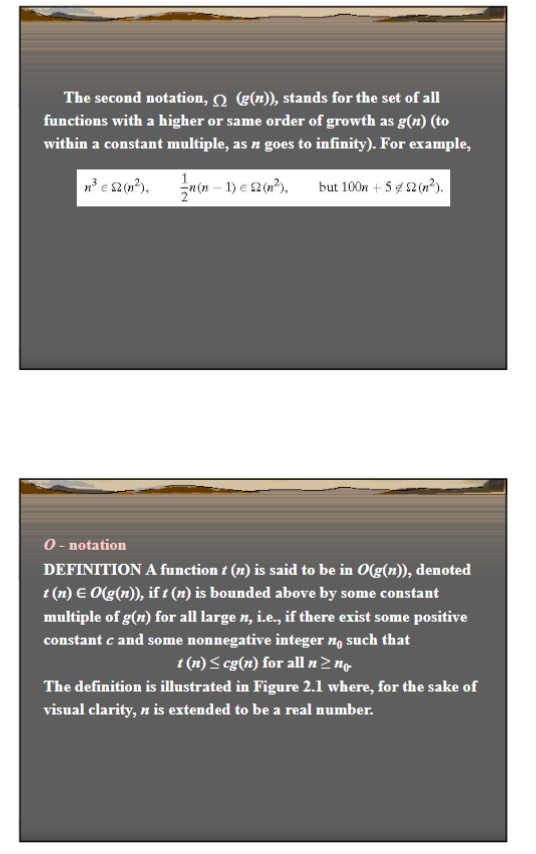 The second notation, Ω (g(n)), stands for the set of all
functions with a higher or same order of growth as g(n) (to
within a constant multiple, as n goes to infinity). For example,
n³ ∈ Ω(n²), ½n(n − 1) ∈ Ω(n²), but 100n + 5 ∉ Ω(n²).
O - notation
DEFINITION A function t (n) is said to be in O(g(n)), denoted
t (n) ∈ O(g(n)), if t (n) is bounded above by some constant
multiple of g(n) for all large n, i.e., if there exist some positive
constant c and some nonnegative integer n₀ such that
t (n) ≤ cg(n) for all n ≥ n₀.
The definition is illustrated in Figure 2.1 where, for the sake of
visual clarity, n is extended to be a real number.